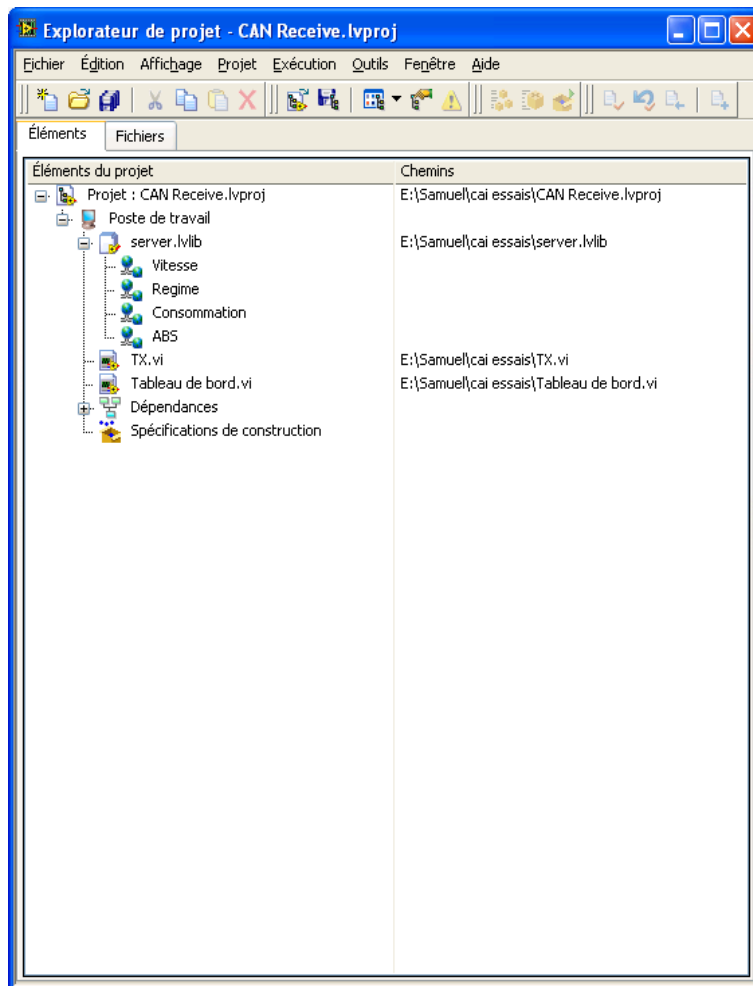 Explorateur de projet - CAN Receive.lvproj
Fichier Édition Affichage Projet Exécution Outils Fenêtre Aide
Éléments Fichiers
Éléments du projet Chemins
Projet : CAN Receive.lvproj E:\Samuel\cai essais\CAN Receive.lvproj
Poste de travail
server.lvlib E:\Samuel\cai essais\server.lvlib
Vitesse
Regime
Consommation
ABS
TX.vi E:\Samuel\cai essais\TX.vi
Tableau de bord.vi E:\Samuel\cai essais\Tableau de bord.vi
Dépendances
Spécifications de construction